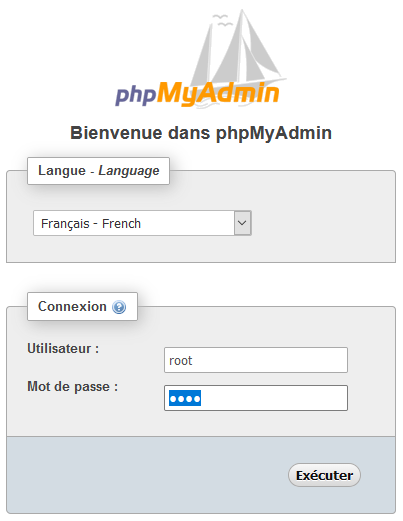 phpMyAdmin
Bienvenue dans phpMyAdmin
Langue - Language
Français - French
Connexion
Utilisateur :
root
Mot de passe :
••••
Exécuter